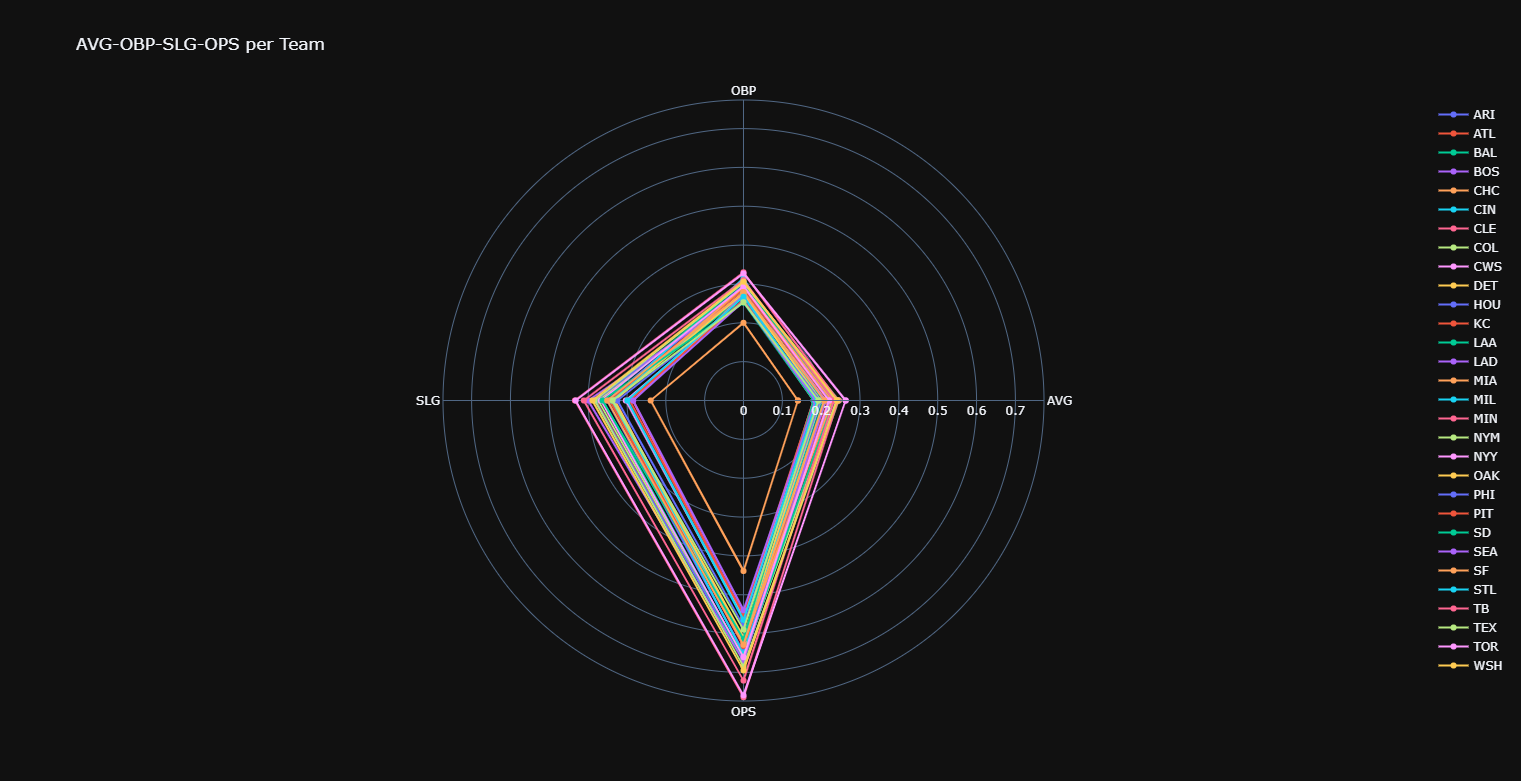 AVG-OBP-SLG-OPS per Team
OBP
SLG
0 0.1 0.2 0.3 0.4 0.5 0.6 0.7
AVG
OPS
ARI
ATL
BAL
BOS
CHC
CIN
CLE
COL
CWS
DET
HOU
KC
LAA
LAD
MIA
MIL
MIN
NYM
NYY
OAK
PHI
PIT
SD
SEA
SF
STL
TB
TEX
TOR
WSH